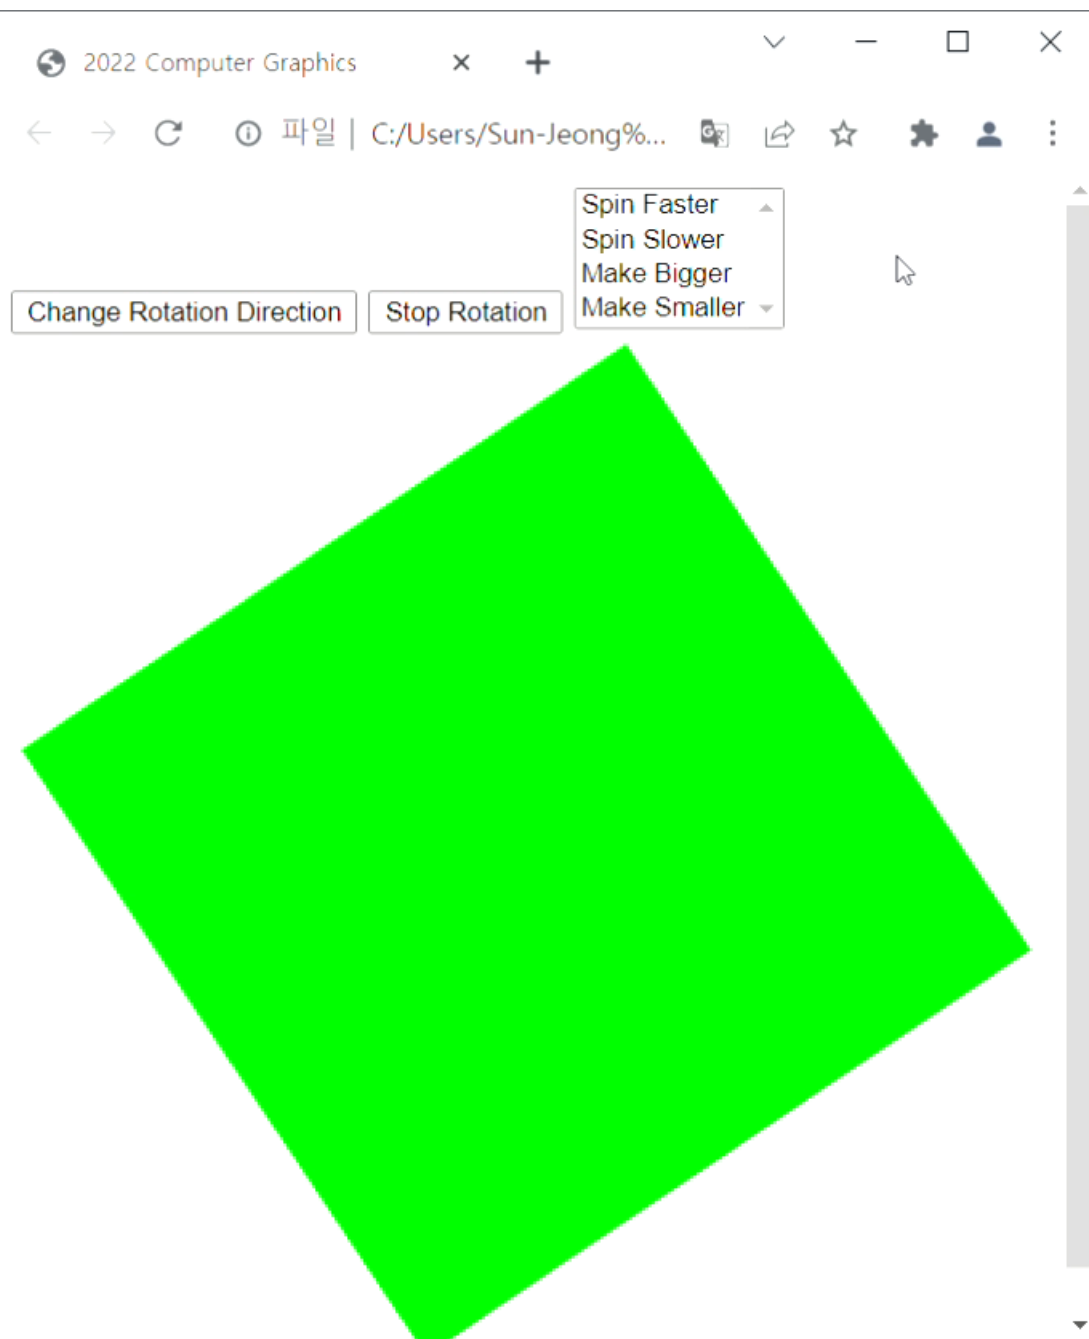 2022 Computer Graphics
파일 | C:/Users/Sun-Jeong%...
Spin Faster
Spin Slower
Make Bigger
Make Smaller
Change Rotation Direction
Stop Rotation